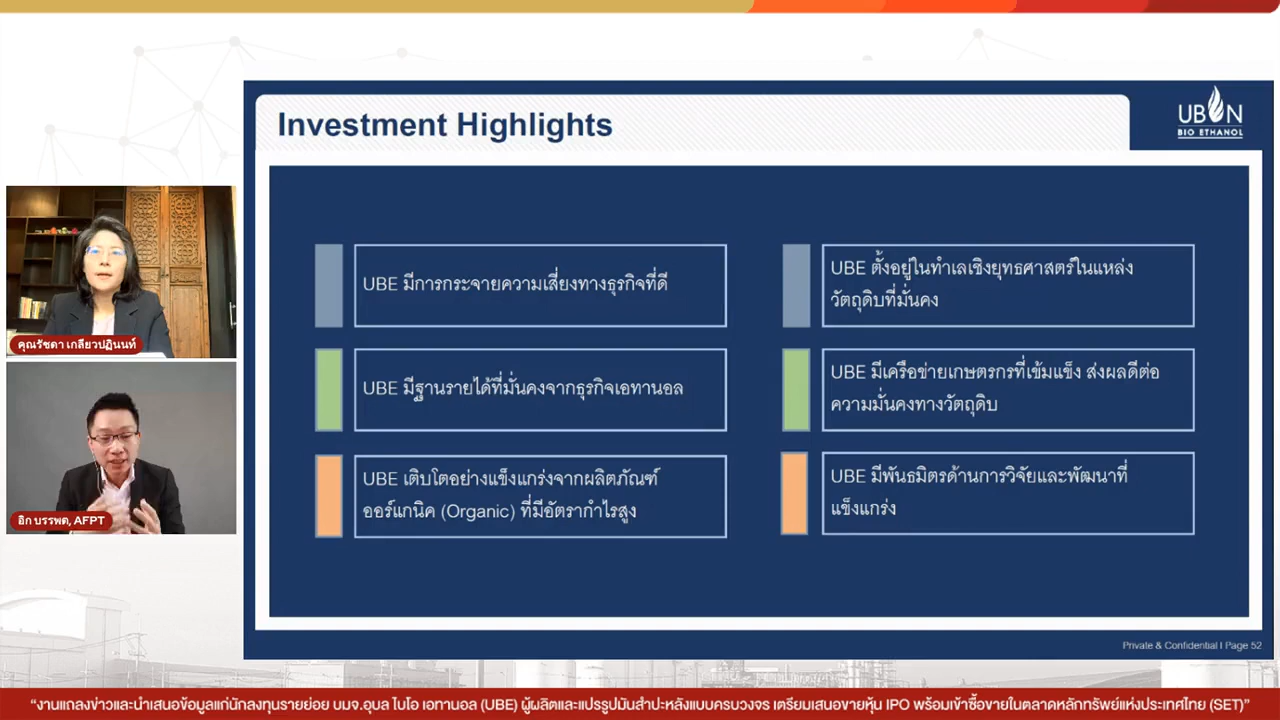 Investment Highlights
UBON
BIO ETHANOL
UBE มีการกระจายความเสี่ยงทางธุรกิจที่ดี
UBE มีฐานรายได้ที่มั่นคงจากธุรกิจเอทานอล
UBE เติบโตอย่างแข็งแกร่งจากผลิตภัณฑ์
ออร์แกนิค (Organic) ที่มีอัตรากำไรสูง
UBE ตั้งอยู่ในทำเลเชิงยุทธศาสตร์ในแหล่ง
วัตถุดิบที่มั่นคง
UBE มีเครือข่ายเกษตรกรที่เข้มแข็ง ส่งผลดีต่อ
ความมั่นคงทางวัตถุดิบ
UBE มีพันธมิตรด้านการวิจัยและพัฒนาที่
แข็งแกร่ง
คุณรัชดา เกลียวปฏินนท์
อิก บรรพต, AFPT
Private & Confidential I Page 52
“งานแถลงข่าวและนำเสนอข้อมูลแก่นักลงทุนรายย่อย บมจ.อุบล ไบโอ เอทานอล (UBE) ผู้ผลิตและแปรรูปมันสำปะหลังแบบครบวงจร เตรียมเสนอขายหุ้น IPO พร้อมเข้าซื้อขายในตลาดหลักทรัพย์แห่งประเทศไทย (SET)”